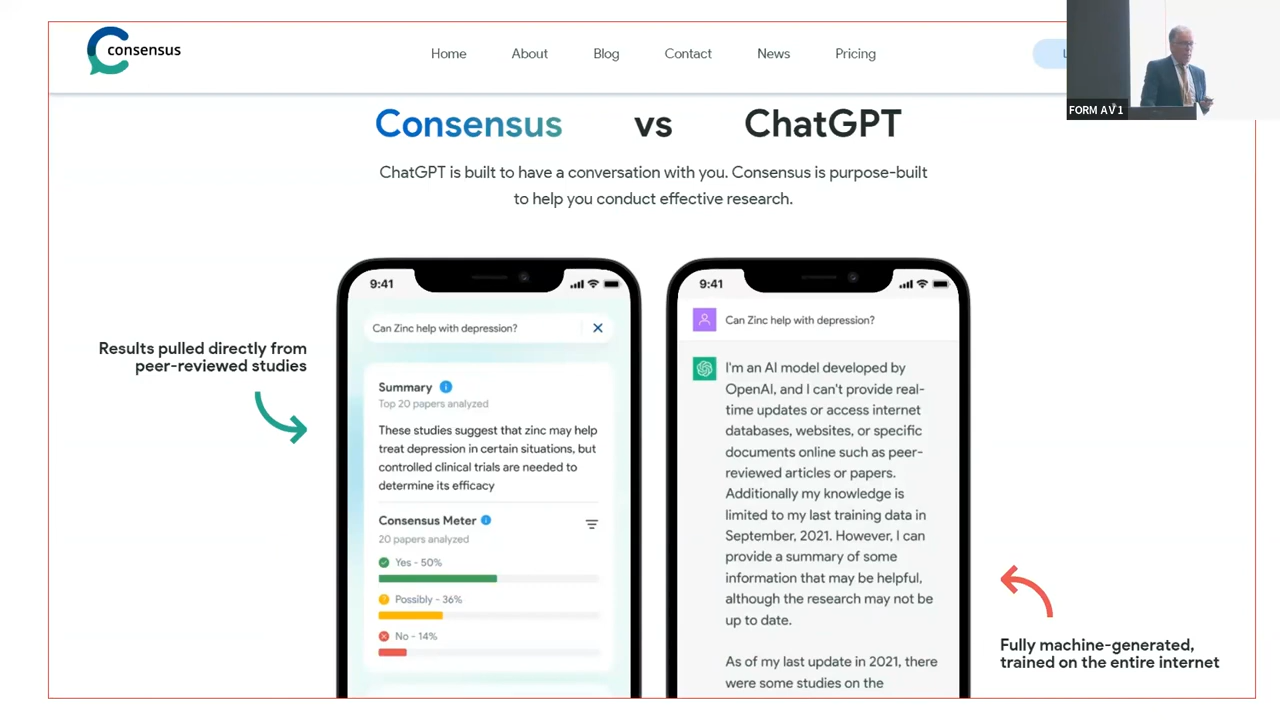 consensus
Home
About
Blog
Contact
News
Pricing
FORM AV 1
Consensus vs ChatGPT
ChatGPT is built to have a conversation with you. Consensus is purpose-built
to help you conduct effective research.
Results pulled directly from
peer-reviewed studies
9:41
Can Zinc help with depression?
Summary
Top 20 papers analyzed
These studies suggest that zinc may help
treat depression in certain situations, but
controlled clinical trials are needed to
determine its efficacy
Consensus Meter
20 papers analyzed
Yes - 50%
Possibly - 36%
No - 14%
9:41
Can Zinc help with depression?
I'm an AI model developed by
OpenAI, and I can't provide real-
time updates or access internet
databases, websites, or specific
documents online such as peer-
reviewed articles or papers.
Additionally my knowledge is
limited to my last training data in
September, 2021. However, I can
provide a summary of some
information that may be helpful,
although the research may not be
up to date.
As of my last update in 2021, there
were some studies on the
Fully machine-generated,
trained on the entire internet